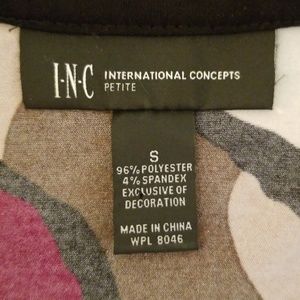 I·N·C INTERNATIONAL CONCEPTS
PETITE
S
96% POLYESTER
4% SPANDEX
EXCLUSIVE OF
DECORATION
MADE IN CHINA
WPL 8046